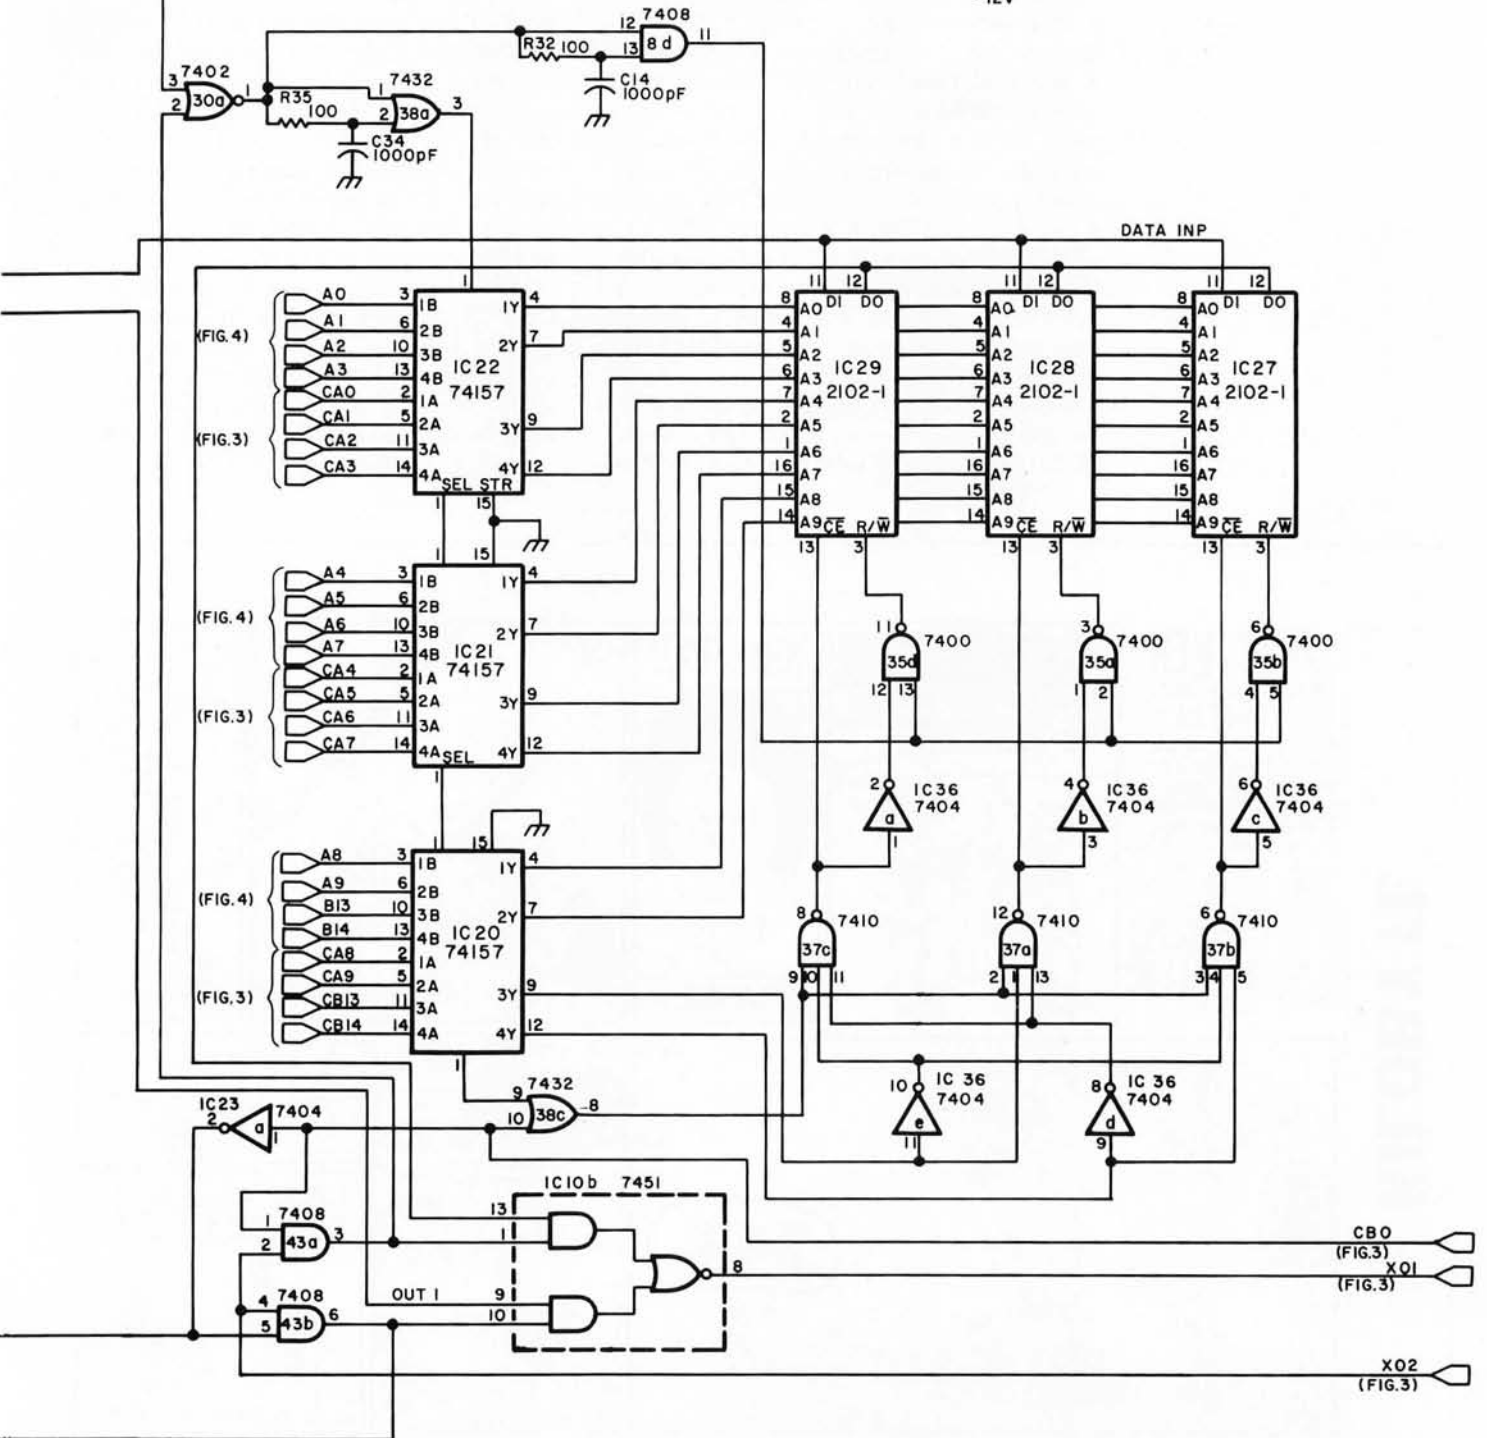 12V
7408
12
13
8d
11
R32 100
C14
1000pF
7402
3
2
30a
1
R35
100
7432
1
2
38a
3
C34
1000pF
DATA INP
1
11 12
11 12
11 12
(FIG.4)
A0 3 1B
A1 6 2B
A2 10 3B
A3 13 4B
(FIG.3)
CA0 2 1A
CA1 5 2A
CA2 11 3A
CA3 14 4A
IC22
74157
1Y 4
2Y 7
3Y 9
4Y 12
SEL STR
1 15
8 A0
4 A1
5 A2
6 A3
7 A4
2 A5
1 A6
16 A7
15 A8
14 A9
DI DO
IC29
2102-1
CE R/W
13 3
8 A0
4 A1
5 A2
6 A3
7 A4
2 A5
1 A6
16 A7
15 A8
14 A9
DI DO
IC28
2102-1
CE R/W
13 3
8 A0
4 A1
5 A2
6 A3
7 A4
2 A5
1 A6
16 A7
15 A8
14 A9
DI DO
IC27
2102-1
CE R/W
13 3
1 15
(FIG.4)
A4 3 1B
A5 6 2B
A6 10 3B
A7 13 4B
(FIG.3)
CA4 2 1A
CA5 5 2A
CA6 11 3A
CA7 14 4A
IC21
74157
1Y 4
2Y 7
3Y 9
4Y 12
SEL
1
11 7400
35d
12 13
3 7400
35a
1 2
6 7400
35b
4 5
2 IC36
7404
a
1
4 IC36
7404
b
3
6 IC36
7404
c
5
1 15
(FIG.4)
A8 3 1B
A9 6 2B
B13 10 3B
B14 13 4B
(FIG.3)
CA8 2 1A
CA9 5 2A
CB13 11 3A
CB14 14 4A
IC20
74157
1Y 4
2Y 7
3Y 9
4Y 12
1
8 7410
37c
9 10 11
12 7410
37a
2 1 13
6 7410
37b
3 4 5
10 IC 36
7404
e
11
8 IC 36
7404
d
9
7432
9
10
38c
8
IC23 7404
2 a 1
IC10b 7451
13
1
9
10
8
7408
1
2
43a
3
7408
4
5
43b
6
OUT 1
CB0
(FIG.3)
X01
(FIG.3)
X02
(FIG.3)